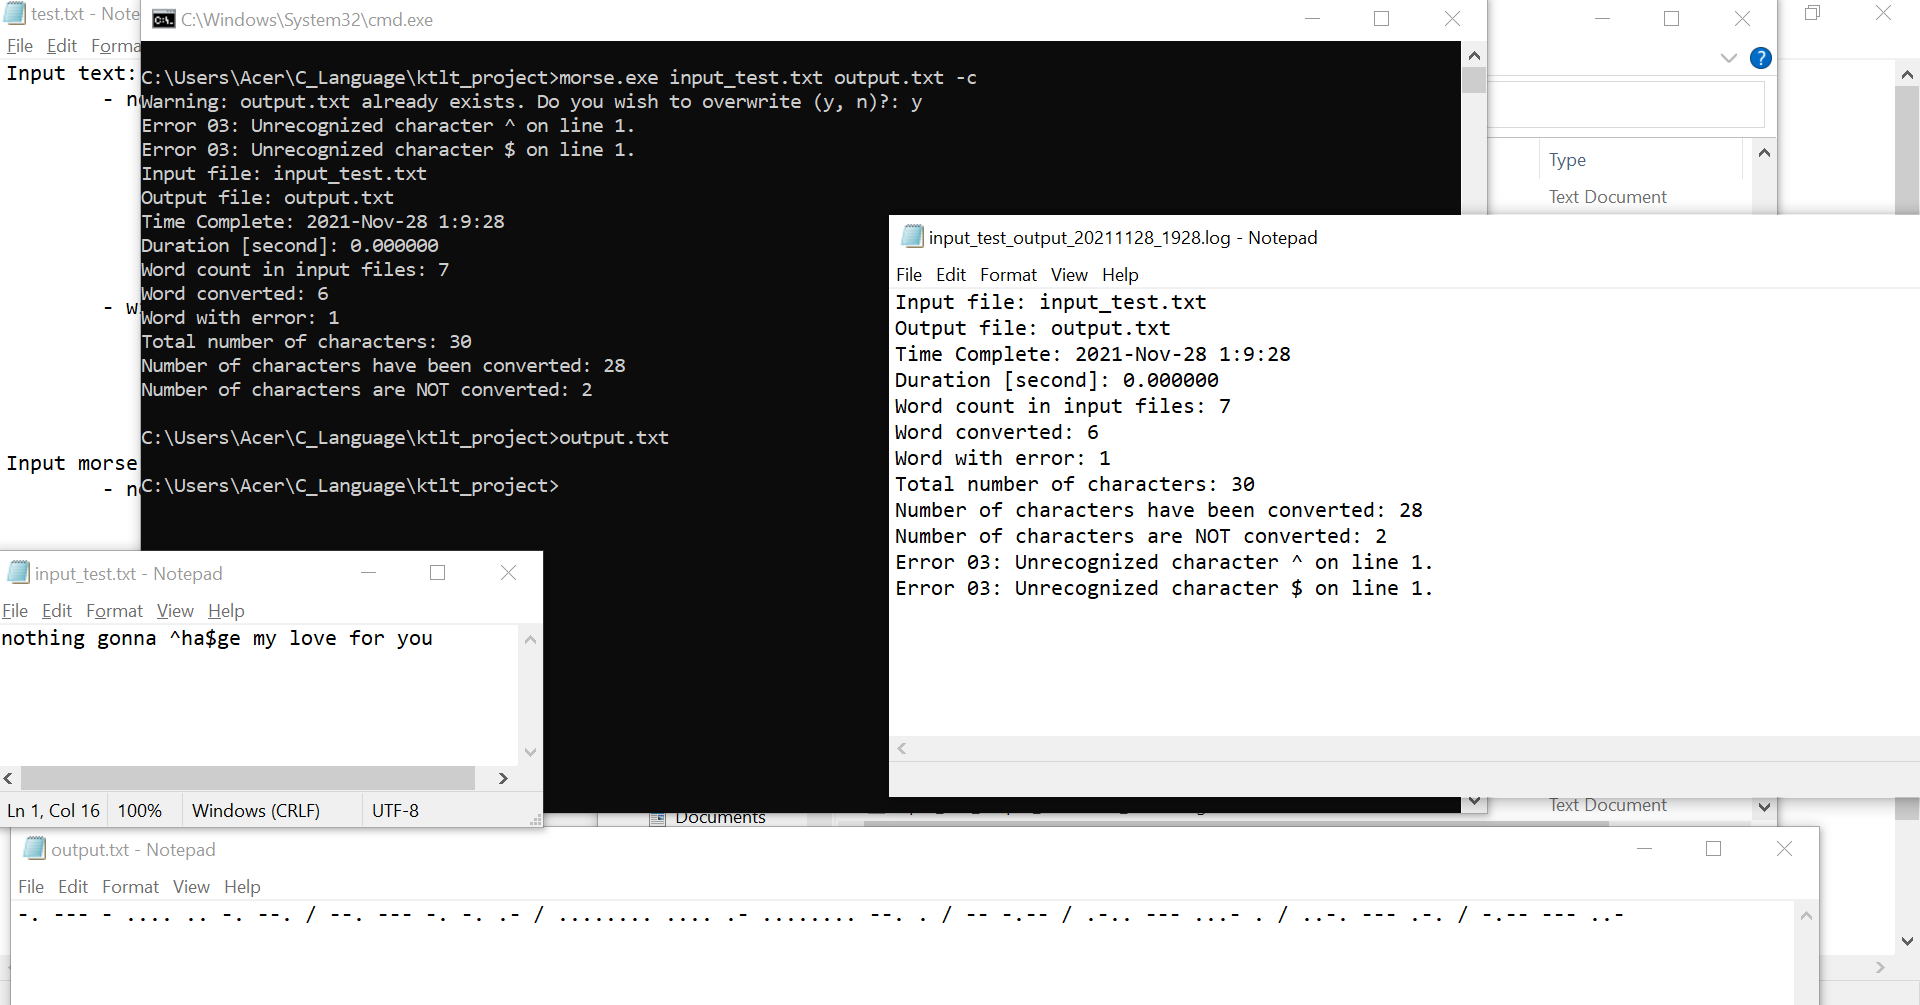 test.txt - Note
File Edit Forma
Input text:
- n
- w
Input morse
- n
C:\Windows\System32\cmd.exe
C:\Users\Acer\C_Language\ktlt_project>morse.exe input_test.txt output.txt -c
Warning: output.txt already exists. Do you wish to overwrite (y, n)?: y
Error 03: Unrecognized character ^ on line 1.
Error 03: Unrecognized character $ on line 1.
Input file: input_test.txt
Output file: output.txt
Time Complete: 2021-Nov-28 1:9:28
Duration [second]: 0.000000
Word count in input files: 7
Word converted: 6
Word with error: 1
Total number of characters: 30
Number of characters have been converted: 28
Number of characters are NOT converted: 2
C:\Users\Acer\C_Language\ktlt_project>output.txt
C:\Users\Acer\C_Language\ktlt_project>
Type
Text Document
input_test_output_20211128_1928.log - Notepad
File Edit Format View Help
Input file: input_test.txt
Output file: output.txt
Time Complete: 2021-Nov-28 1:9:28
Duration [second]: 0.000000
Word count in input files: 7
Word converted: 6
Word with error: 1
Total number of characters: 30
Number of characters have been converted: 28
Number of characters are NOT converted: 2
Error 03: Unrecognized character ^ on line 1.
Error 03: Unrecognized character $ on line 1.
Text Document
input_test.txt - Notepad
File Edit Format View Help
nothing gonna ^ha$ge my love for you
Ln 1, Col 16 100% Windows (CRLF) UTF-8
Documents
output.txt - Notepad
File Edit Format View Help
-. --- - .... .. -. --. / --. --- -. -. .- / ........ .... .- ........ --. . / -- -.-- / .-.. --- ...- . / ..-. --- .-. / -.-- --- ..-